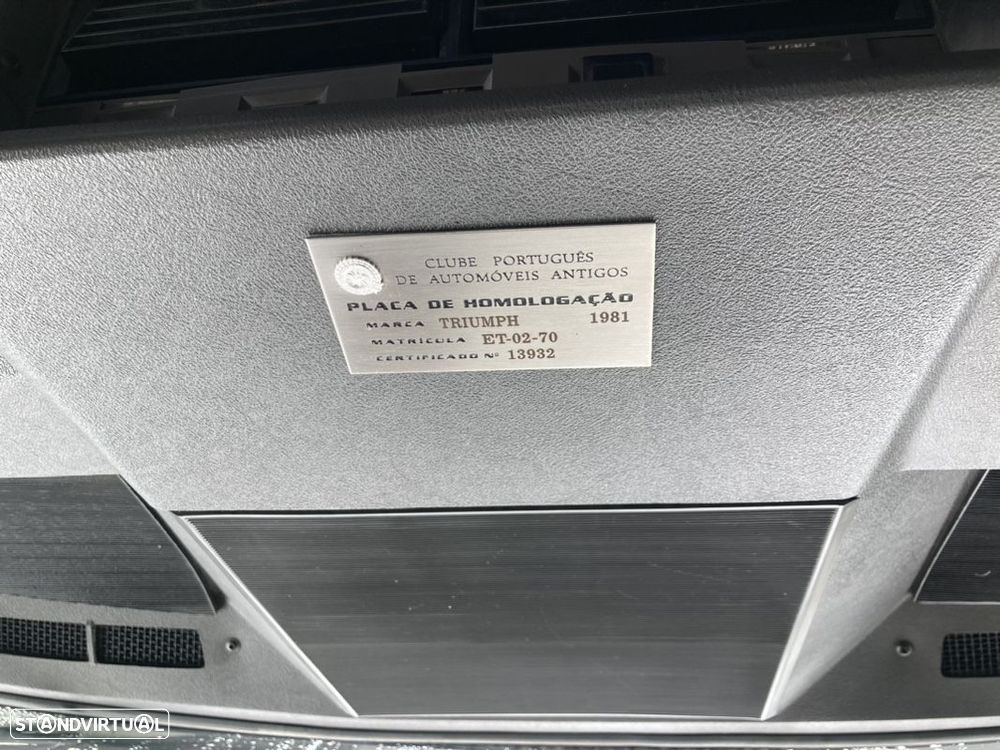 CLUBE PORTUGUÊS
DE AUTOMÓVEIS ANTIGOS
PLACA DE HOMOLOGAÇÃO
MARCA TRIUMPH 1981
MATRÍCULA ET-02-70
CERTIFICADO Nº 13932
STANDVIRTUAL